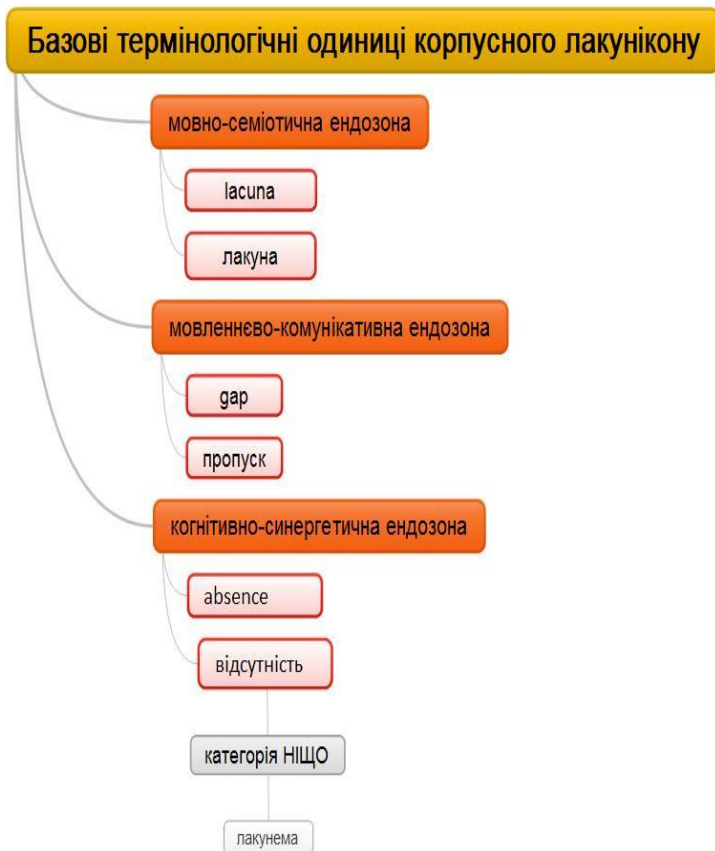 Базові термінологічні одиниці корпусного лакунікону
мовно-семіотична ендозона
lacuna
лакуна
мовленнєво-комунікативна ендозона
gap
пропуск
когнітивно-синергетична ендозона
absence
відсутність
категорія НІЩО
лакунема